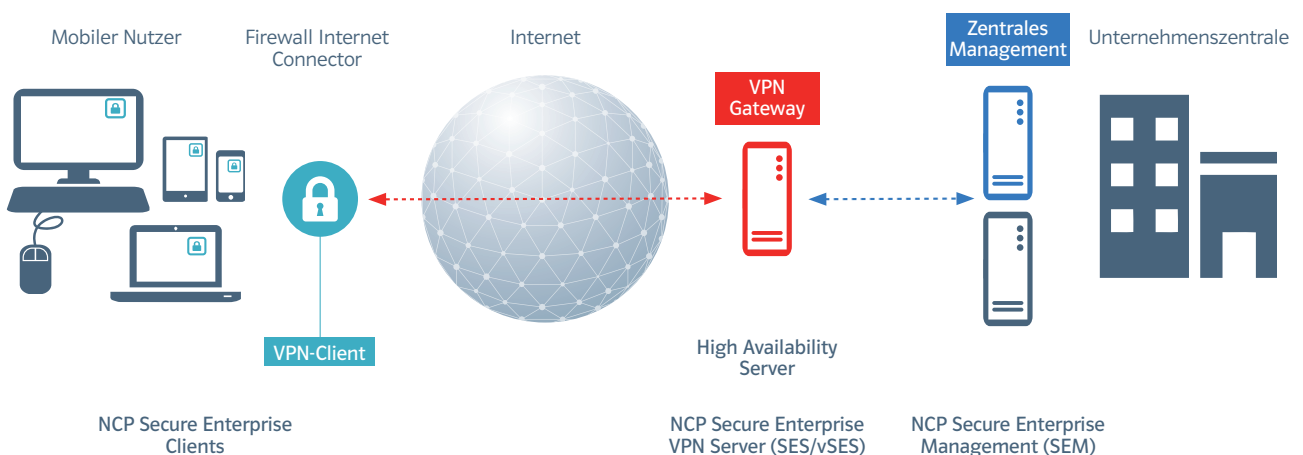 Mobiler Nutzer
Firewall Internet
Connector
Internet
Zentrales
Management
Unternehmenszentrale
VPN
Gateway
VPN-Client
High Availability
Server
NCP Secure Enterprise
Clients
NCP Secure Enterprise
VPN Server (SES/vSES)
NCP Secure Enterprise
Management (SEM)